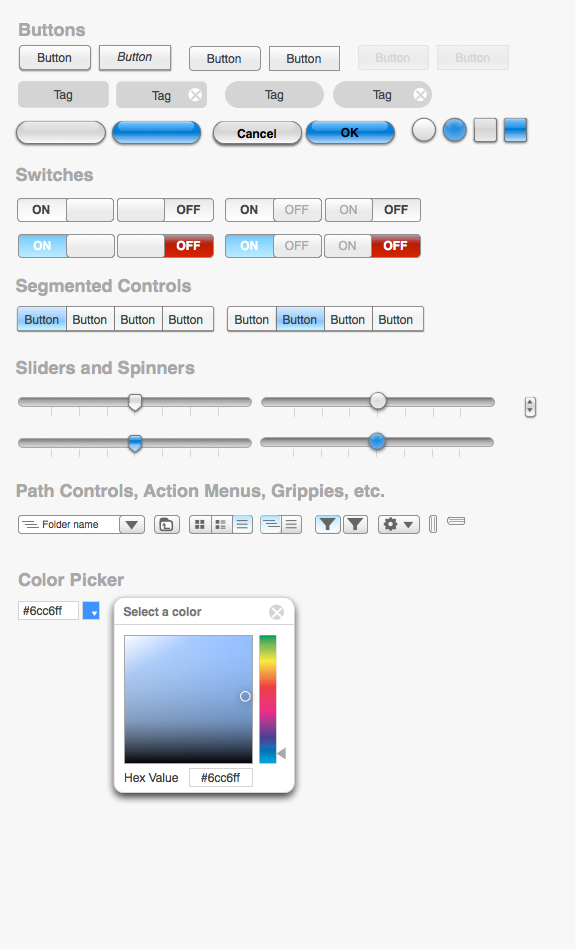 Buttons
Button Button Button Button Button Button
Tag Tag Tag Tag
Cancel OK
Switches
ON OFF ON OFF ON OFF
ON OFF ON OFF ON OFF
Segmented Controls
Button Button Button Button Button Button Button Button
Sliders and Spinners
Path Controls, Action Menus, Grippies, etc.
Folder name
Color Picker
#6cc6ff
Select a color
Hex Value #6cc6ff